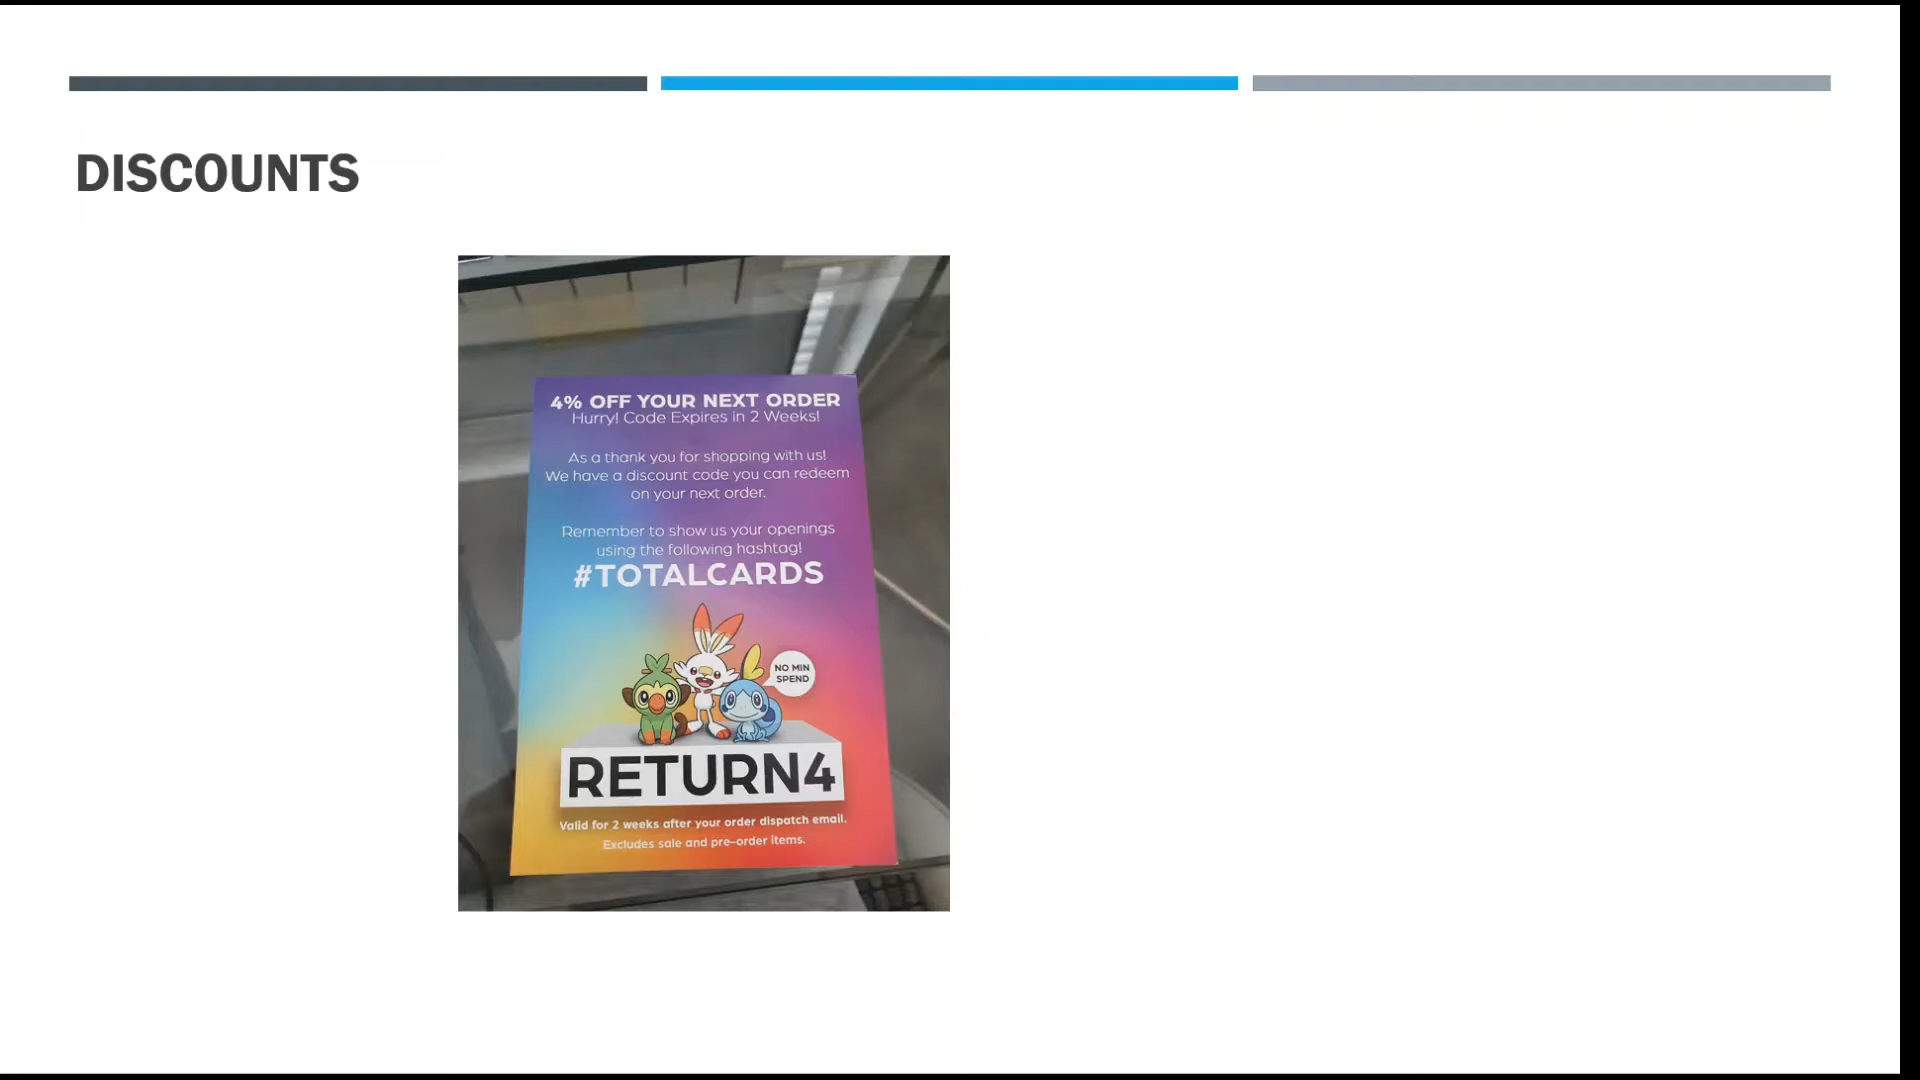 DISCOUNTS
4% OFF YOUR NEXT ORDER
Hurry! Code Expires in 2 Weeks!
As a thank you for shopping with us!
We have a discount code you can redeem
on your next order.
Remember to show us your openings
using the following hashtag!
#TOTALCARDS
NO MIN
SPEND
RETURN4
Valid for 2 weeks after your order dispatch email.
Excludes sale and pre-order items.